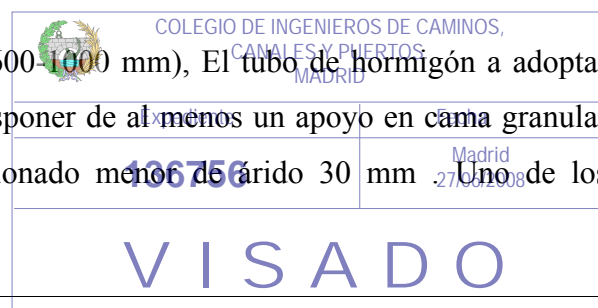 COLEGIO DE INGENIEROS DE CAMINOS,
CANALES Y PUERTOS
MADRID
600-1000 mm), El tubo de hormigón a adopta
sponer de al menos un apoyo en cama granula
Expediente Fecha
ionado menor de árido 30 mm . Uno de los
136756
Madrid
27/06/2008
VISADO